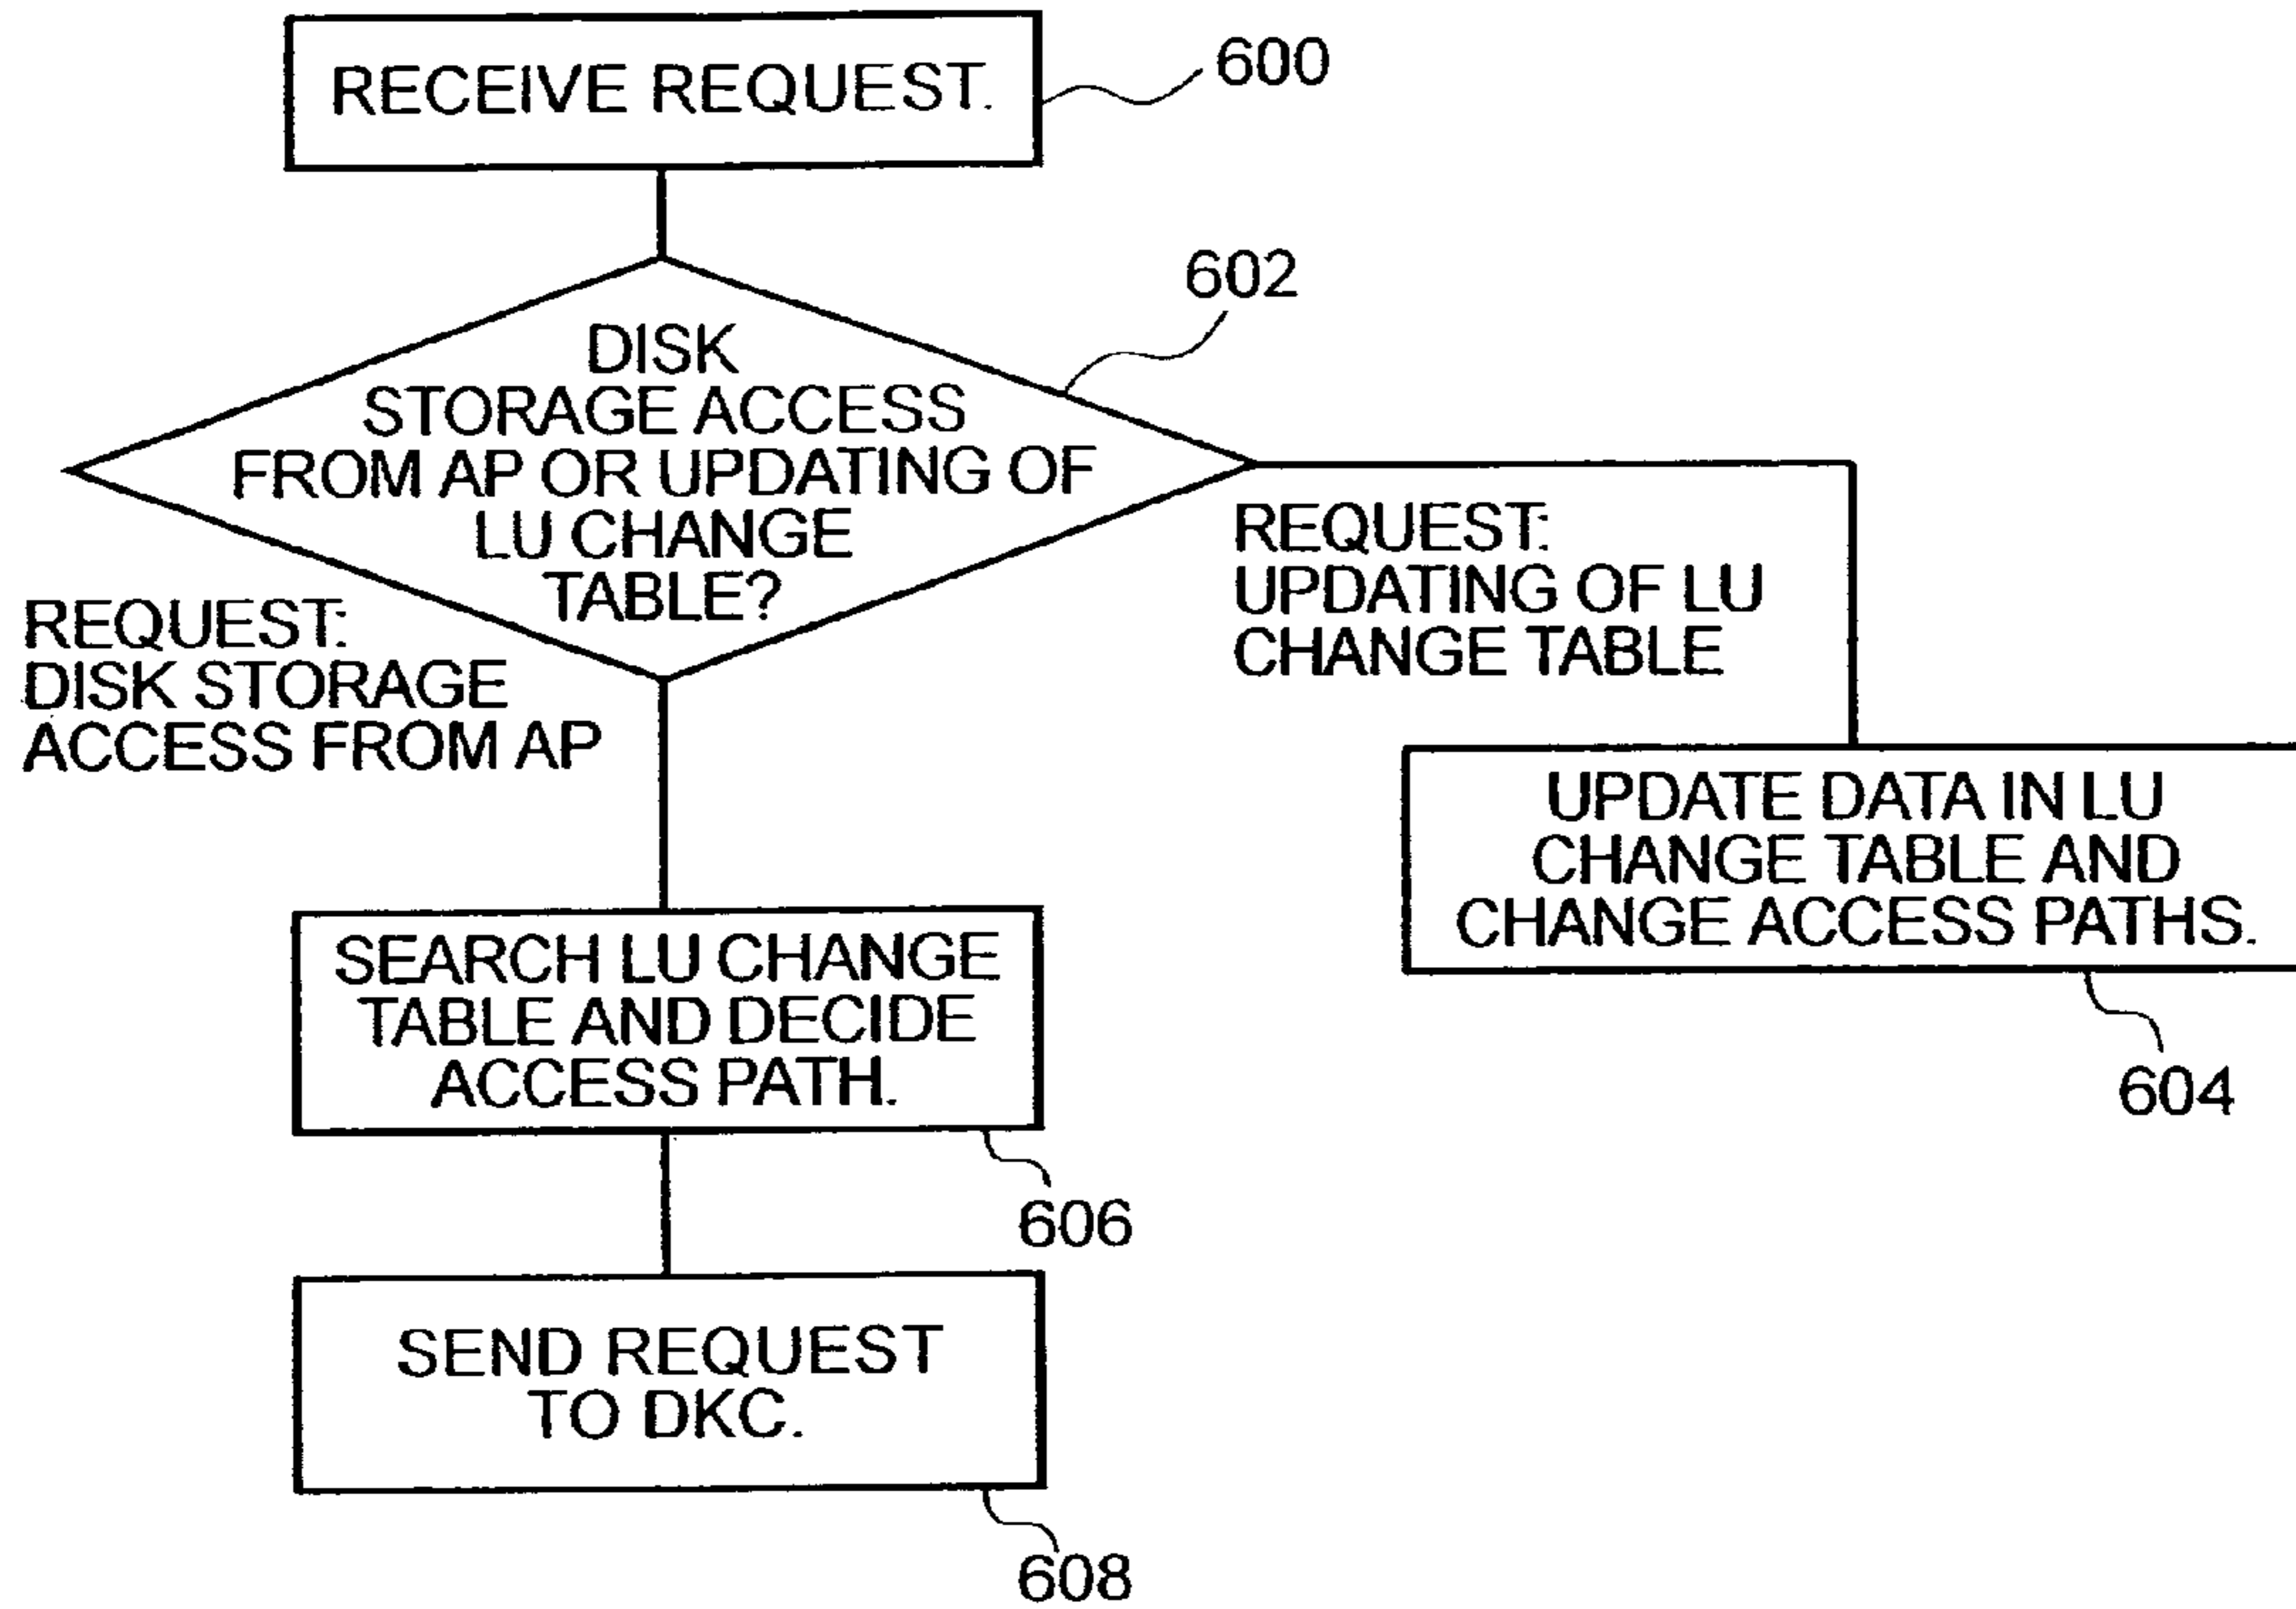 RECEIVE REQUEST.
600
602
DISK
STORAGE ACCESS
FROM AP OR UPDATING OF
LU CHANGE
TABLE?
REQUEST:
UPDATING OF LU
CHANGE TABLE
REQUEST:
DISK STORAGE
ACCESS FROM AP
UPDATE DATA IN LU
CHANGE TABLE AND
CHANGE ACCESS PATHS.
604
SEARCH LU CHANGE
TABLE AND DECIDE
ACCESS PATH.
606
SEND REQUEST
TO DKC.
608